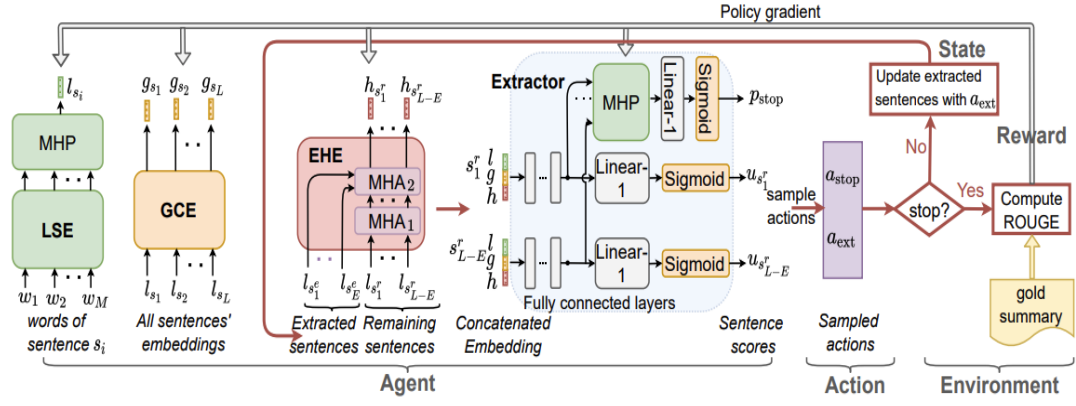 Policy gradient
State
Update extracted
sentences with a_ext
Reward
l_{s_i}
g_{s_1} g_{s_2} g_{s_L}
h_{s_1^r} h_{s_{L-E}^r}
Extractor
MHP
Linear-1
Sigmoid
p_stop
No
Yes
MHP
LSE
GCE
EHE
MHA_2
MHA_1
s_1^r
l
g
h
...
Linear-
1
Sigmoid
u_{s_1^r}
sample
actions
a_stop
a_ext
stop?
Compute
ROUGE
s_{L-E}^r
l
g
h
...
Linear-
1
Sigmoid
u_{s_{L-E}^r}
Fully connected layers
gold
summary
w_1 w_2 w_M
l_{s_1} l_{s_2} l_{s_L}
l_{s_1^e} l_{s_E^e} l_{s_1^r} l_{s_{L-E}^r}
words of
sentence s_i
All sentences'
embeddings
Extracted
sentences
Remaining
sentences
Concatenated
Embedding
Sentence
scores
Sampled
actions
Agent
Action
Environment